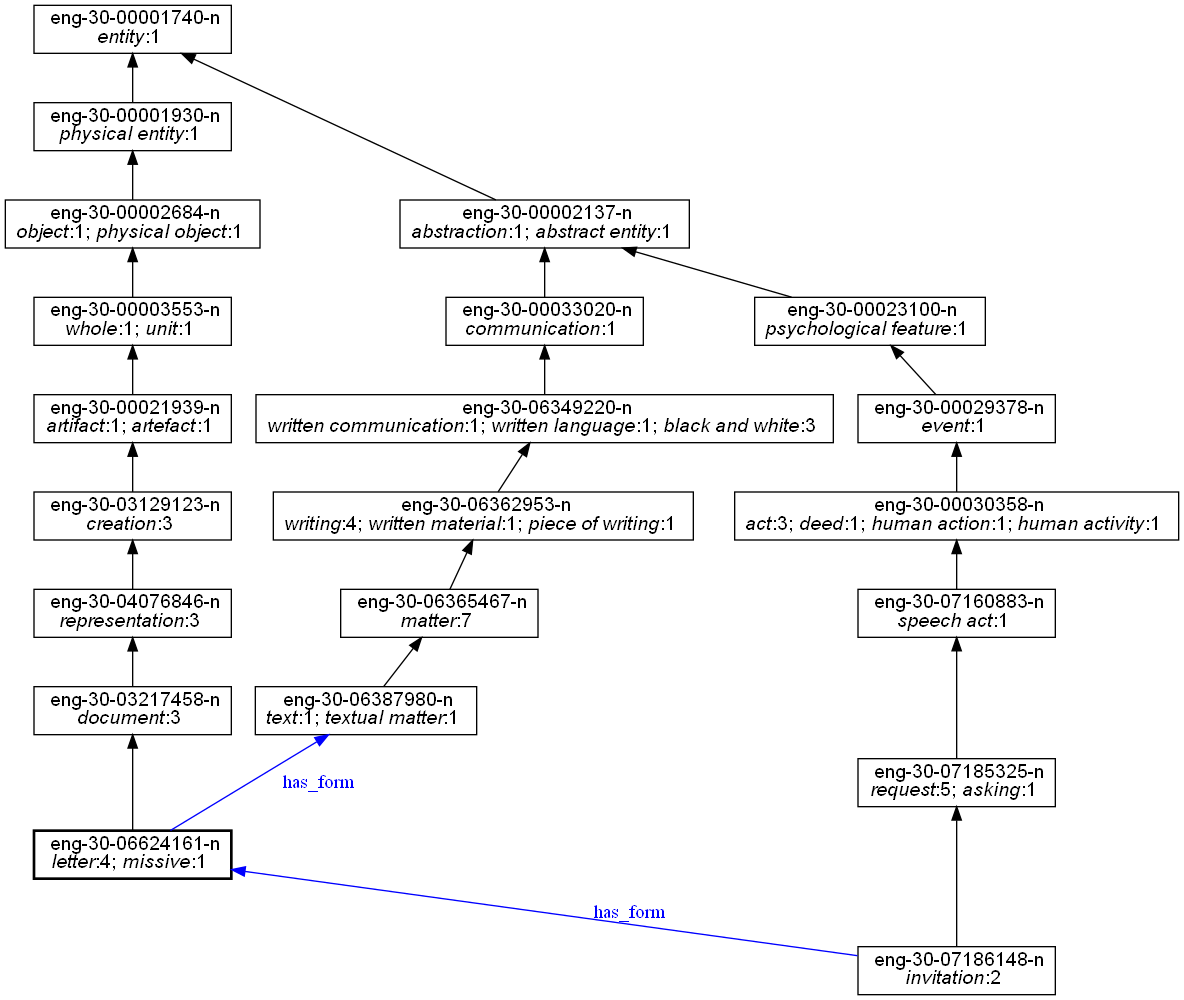 eng-30-00001740-n
entity:1
eng-30-00001930-n
physical entity:1
eng-30-00002684-n
object:1; physical object:1
eng-30-00002137-n
abstraction:1; abstract entity:1
eng-30-00003553-n
whole:1; unit:1
eng-30-00033020-n
communication:1
eng-30-00023100-n
psychological feature:1
eng-30-00021939-n
artifact:1; artefact:1
eng-30-06349220-n
written communication:1; written language:1; black and white:3
eng-30-00029378-n
event:1
eng-30-03129123-n
creation:3
eng-30-06362953-n
writing:4; written material:1; piece of writing:1
eng-30-00030358-n
act:3; deed:1; human action:1; human activity:1
eng-30-04076846-n
representation:3
eng-30-06365467-n
matter:7
eng-30-07160883-n
speech act:1
eng-30-03217458-n
document:3
eng-30-06387980-n
text:1; textual matter:1
has_form
eng-30-07185325-n
request:5; asking:1
eng-30-06624161-n
letter:4; missive:1
has_form
eng-30-07186148-n
invitation:2